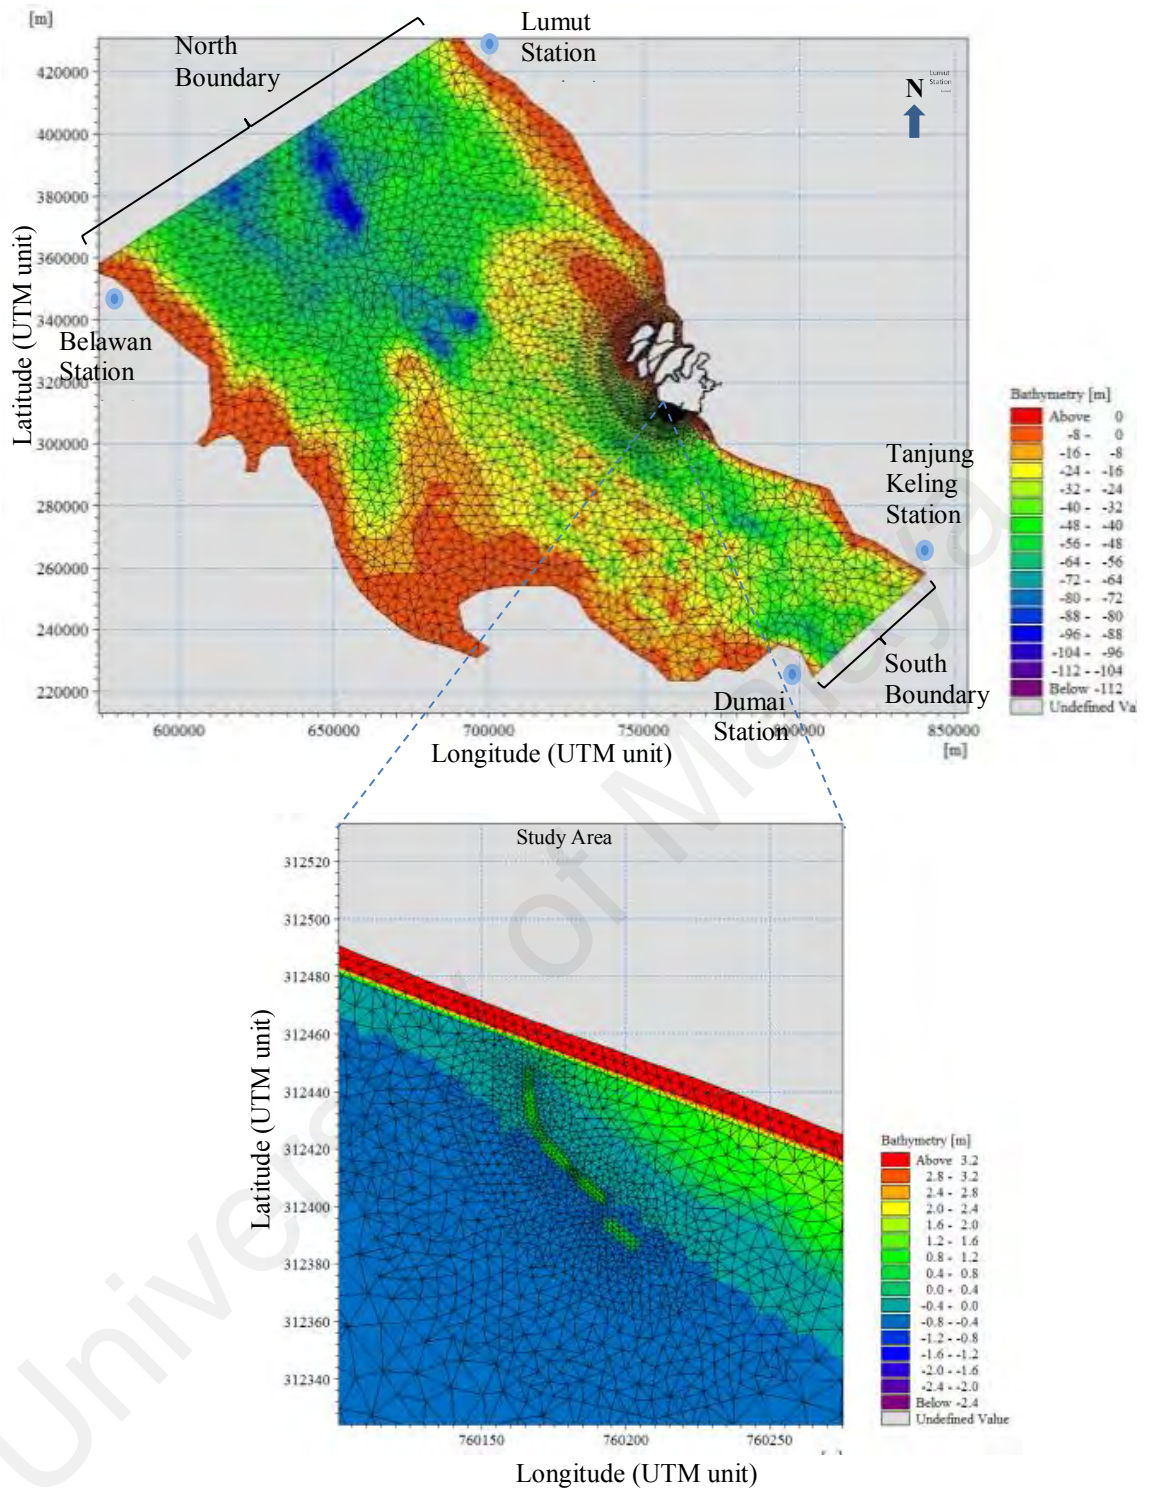 [m]
North
Boundary
Lumut
Station
Lumut
Station
N
420000
400000
380000
360000
340000
320000
300000
280000
260000
240000
220000
Latitude (UTM unit)
Belawan
Station
Tanjung
Keling
Station
South
Boundary
Dumai
Station
600000
650000
700000
750000
800000
850000
[m]
Longitude (UTM unit)
Bathymetry [m]
Above 0
-8 - 0
-16 - -8
-24 - -16
-32 - -24
-40 - -32
-48 - -40
-56 - -48
-64 - -56
-72 - -64
-80 - -72
-88 - -80
-96 - -88
-104 - -96
-112 - -104
Below -112
Undefined Val
Study Area
312520
312500
312480
312460
312440
312420
312400
312380
312360
312340
Latitude (UTM unit)
760150
760200
760250
Longitude (UTM unit)
Bathymetry [m]
Above 3.2
2.8 - 3.2
2.4 - 2.8
2.0 - 2.4
1.6 - 2.0
1.2 - 1.6
0.8 - 1.2
0.4 - 0.8
0.0 - 0.4
-0.4 - 0.0
-0.8 - -0.4
-1.2 - -0.8
-1.6 - -1.2
-2.0 - -1.6
-2.4 - -2.0
Below -2.4
Undefined Value
University of Malaya